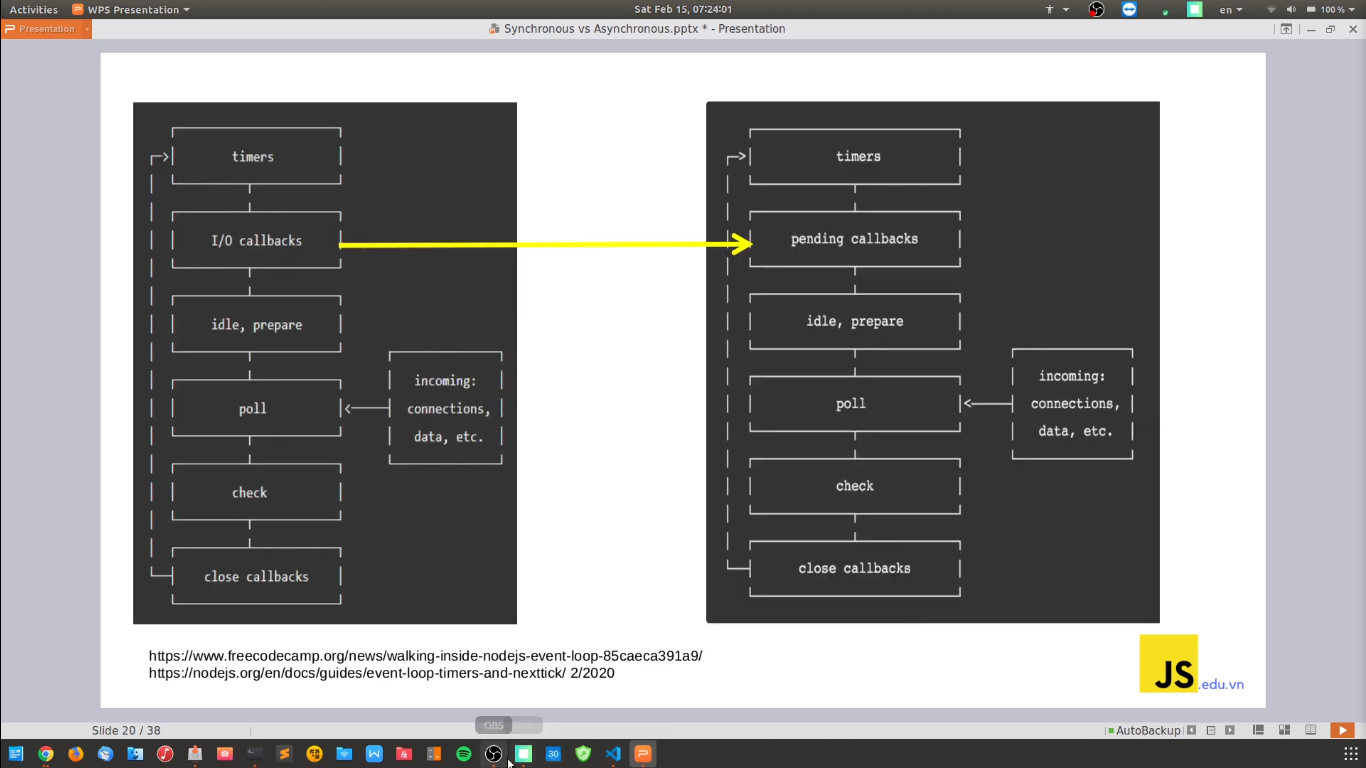 Activities WPS Presentation Sat Feb 15, 07:24:01 en 100%
Presentation Synchronous vs Asynchronous.pptx * - Presentation
timers
I/O callbacks
idle, prepare
poll
incoming:
connections,
data, etc.
check
close callbacks
timers
pending callbacks
idle, prepare
poll
incoming:
connections,
data, etc.
check
close callbacks
https://www.freecodecamp.org/news/walking-inside-nodejs-event-loop-85caeca391a9/
https://nodejs.org/en/docs/guides/event-loop-timers-and-nexttick/ 2/2020
JS.edu.vn
OBS
Slide 20 / 38 AutoBackup
30